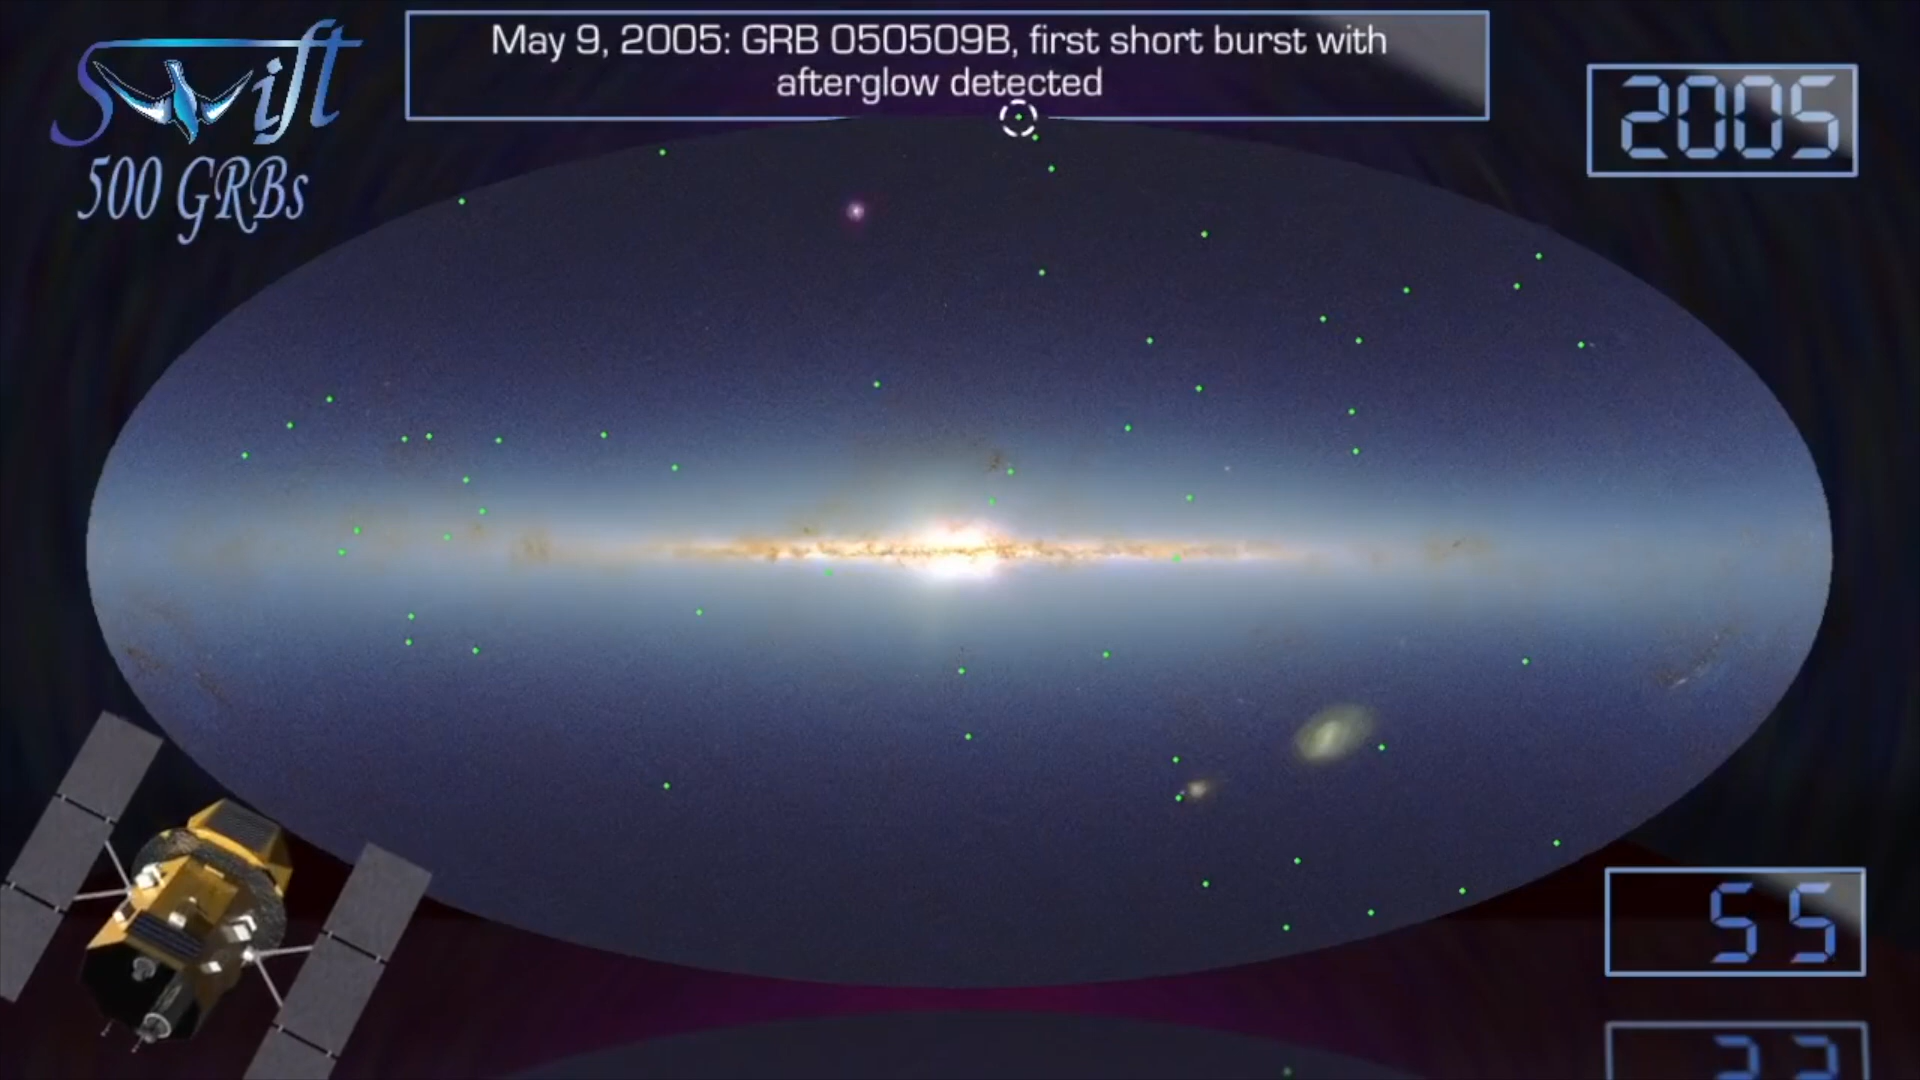 Swift
500 GRBs
May 9, 2005: GRB 050509B, first short burst with
afterglow detected
2005
55